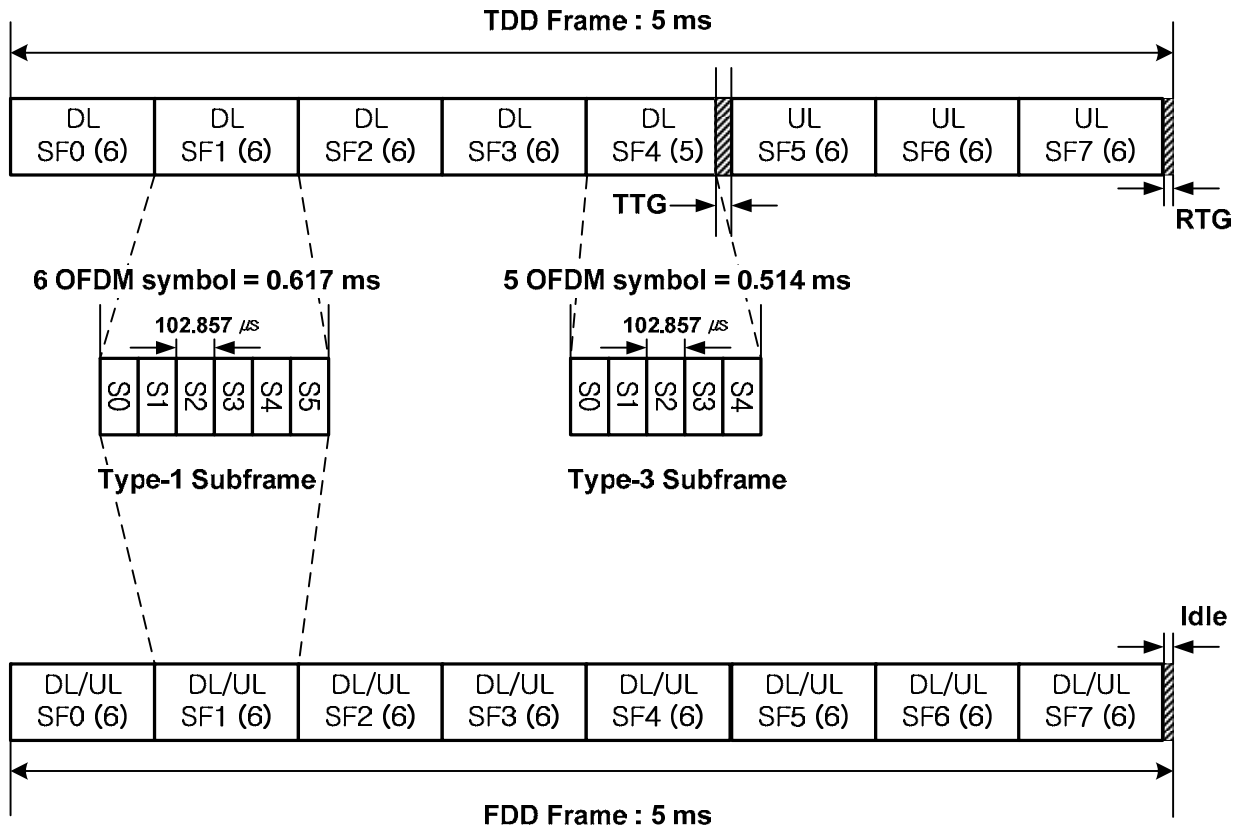 TDD Frame : 5 ms
DL DL DL DL DL UL UL UL
SF0 (6) SF1 (6) SF2 (6) SF3 (6) SF4 (5) SF5 (6) SF6 (6) SF7 (6)
TTG
RTG
6 OFDM symbol = 0.617 ms
5 OFDM symbol = 0.514 ms
102.857 ㎲
102.857 ㎲
S0 S1 S2 S3 S4 S5
S0 S1 S2 S3 S4
Type-1 Subframe
Type-3 Subframe
Idle
DL/UL DL/UL DL/UL DL/UL DL/UL DL/UL DL/UL DL/UL
SF0 (6) SF1 (6) SF2 (6) SF3 (6) SF4 (6) SF5 (6) SF6 (6) SF7 (6)
FDD Frame : 5 ms